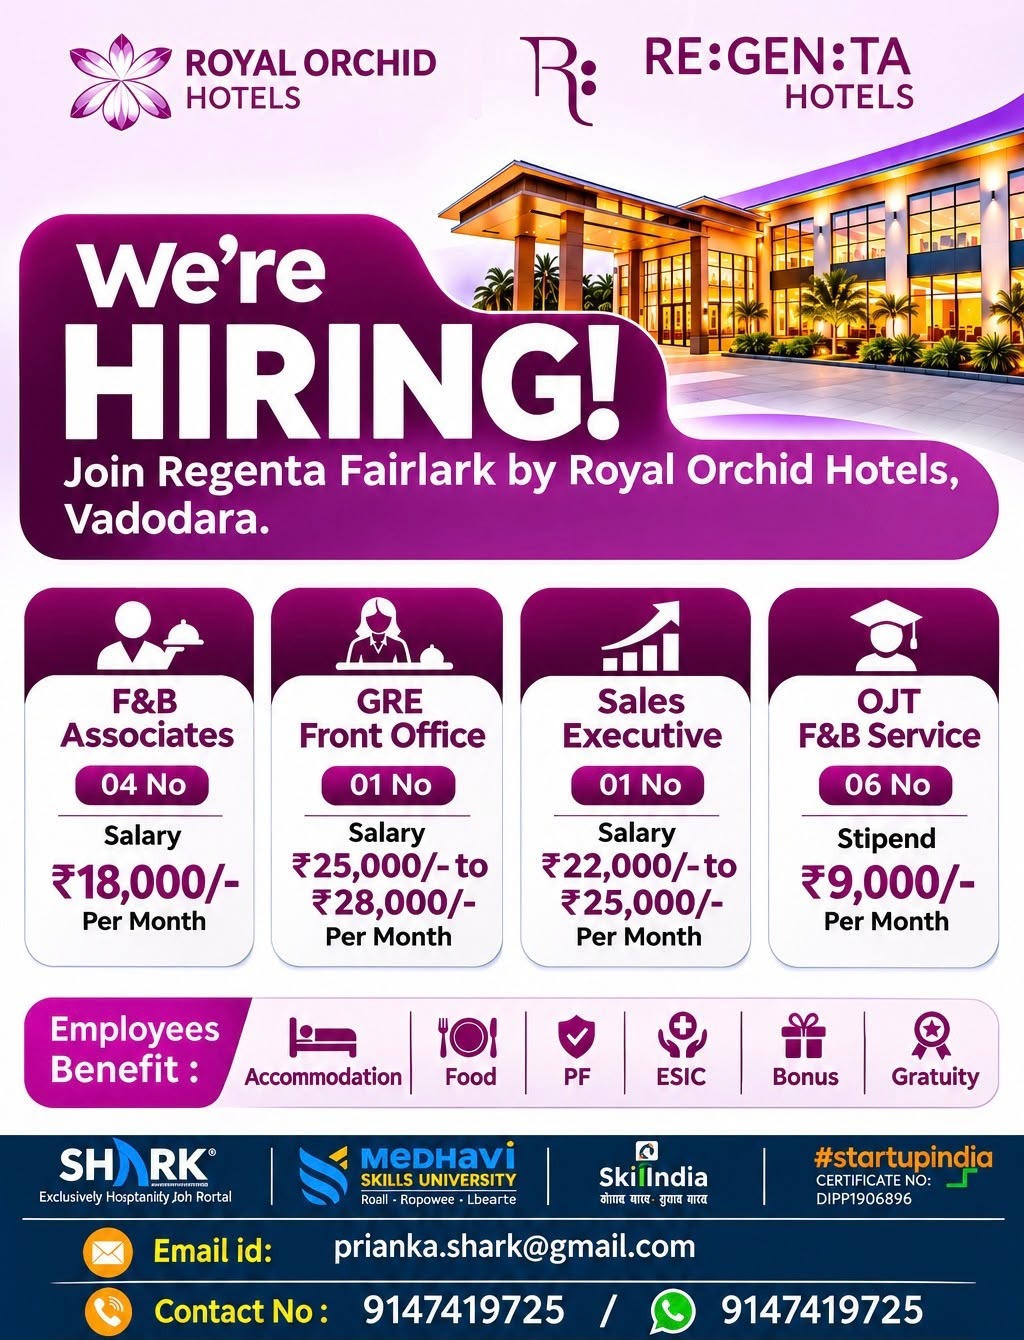 ROYAL ORCHID
HOTELS
R:
RE:GEN:TA
HOTELS
We're
HIRING!
Join Regenta Fairlark by Royal Orchid Hotels,
Vadodara.
F&B
Associates
04 No
Salary
₹18,000/-
Per Month
GRE
Front Office
01 No
Salary
₹25,000/- to
₹28,000/-
Per Month
Sales
Executive
01 No
Salary
₹22,000/- to
₹25,000/-
Per Month
OJT
F&B Service
06 No
Stipend
₹9,000/-
Per Month
Employees
Benefit :
Accommodation
Food
PF
ESIC
Bonus
Gratuity
SHARK®
Exclusively Hosptanlity Joh Rortal
MEDHAVI
SKILLS UNIVERSITY
Roall - Ropowee - Lbearte
SkillIndia
#startupindia
CERTIFICATE NO:
DIPP1906896
Email id: prianka.shark@gmail.com
Contact No : 9147419725 / 9147419725